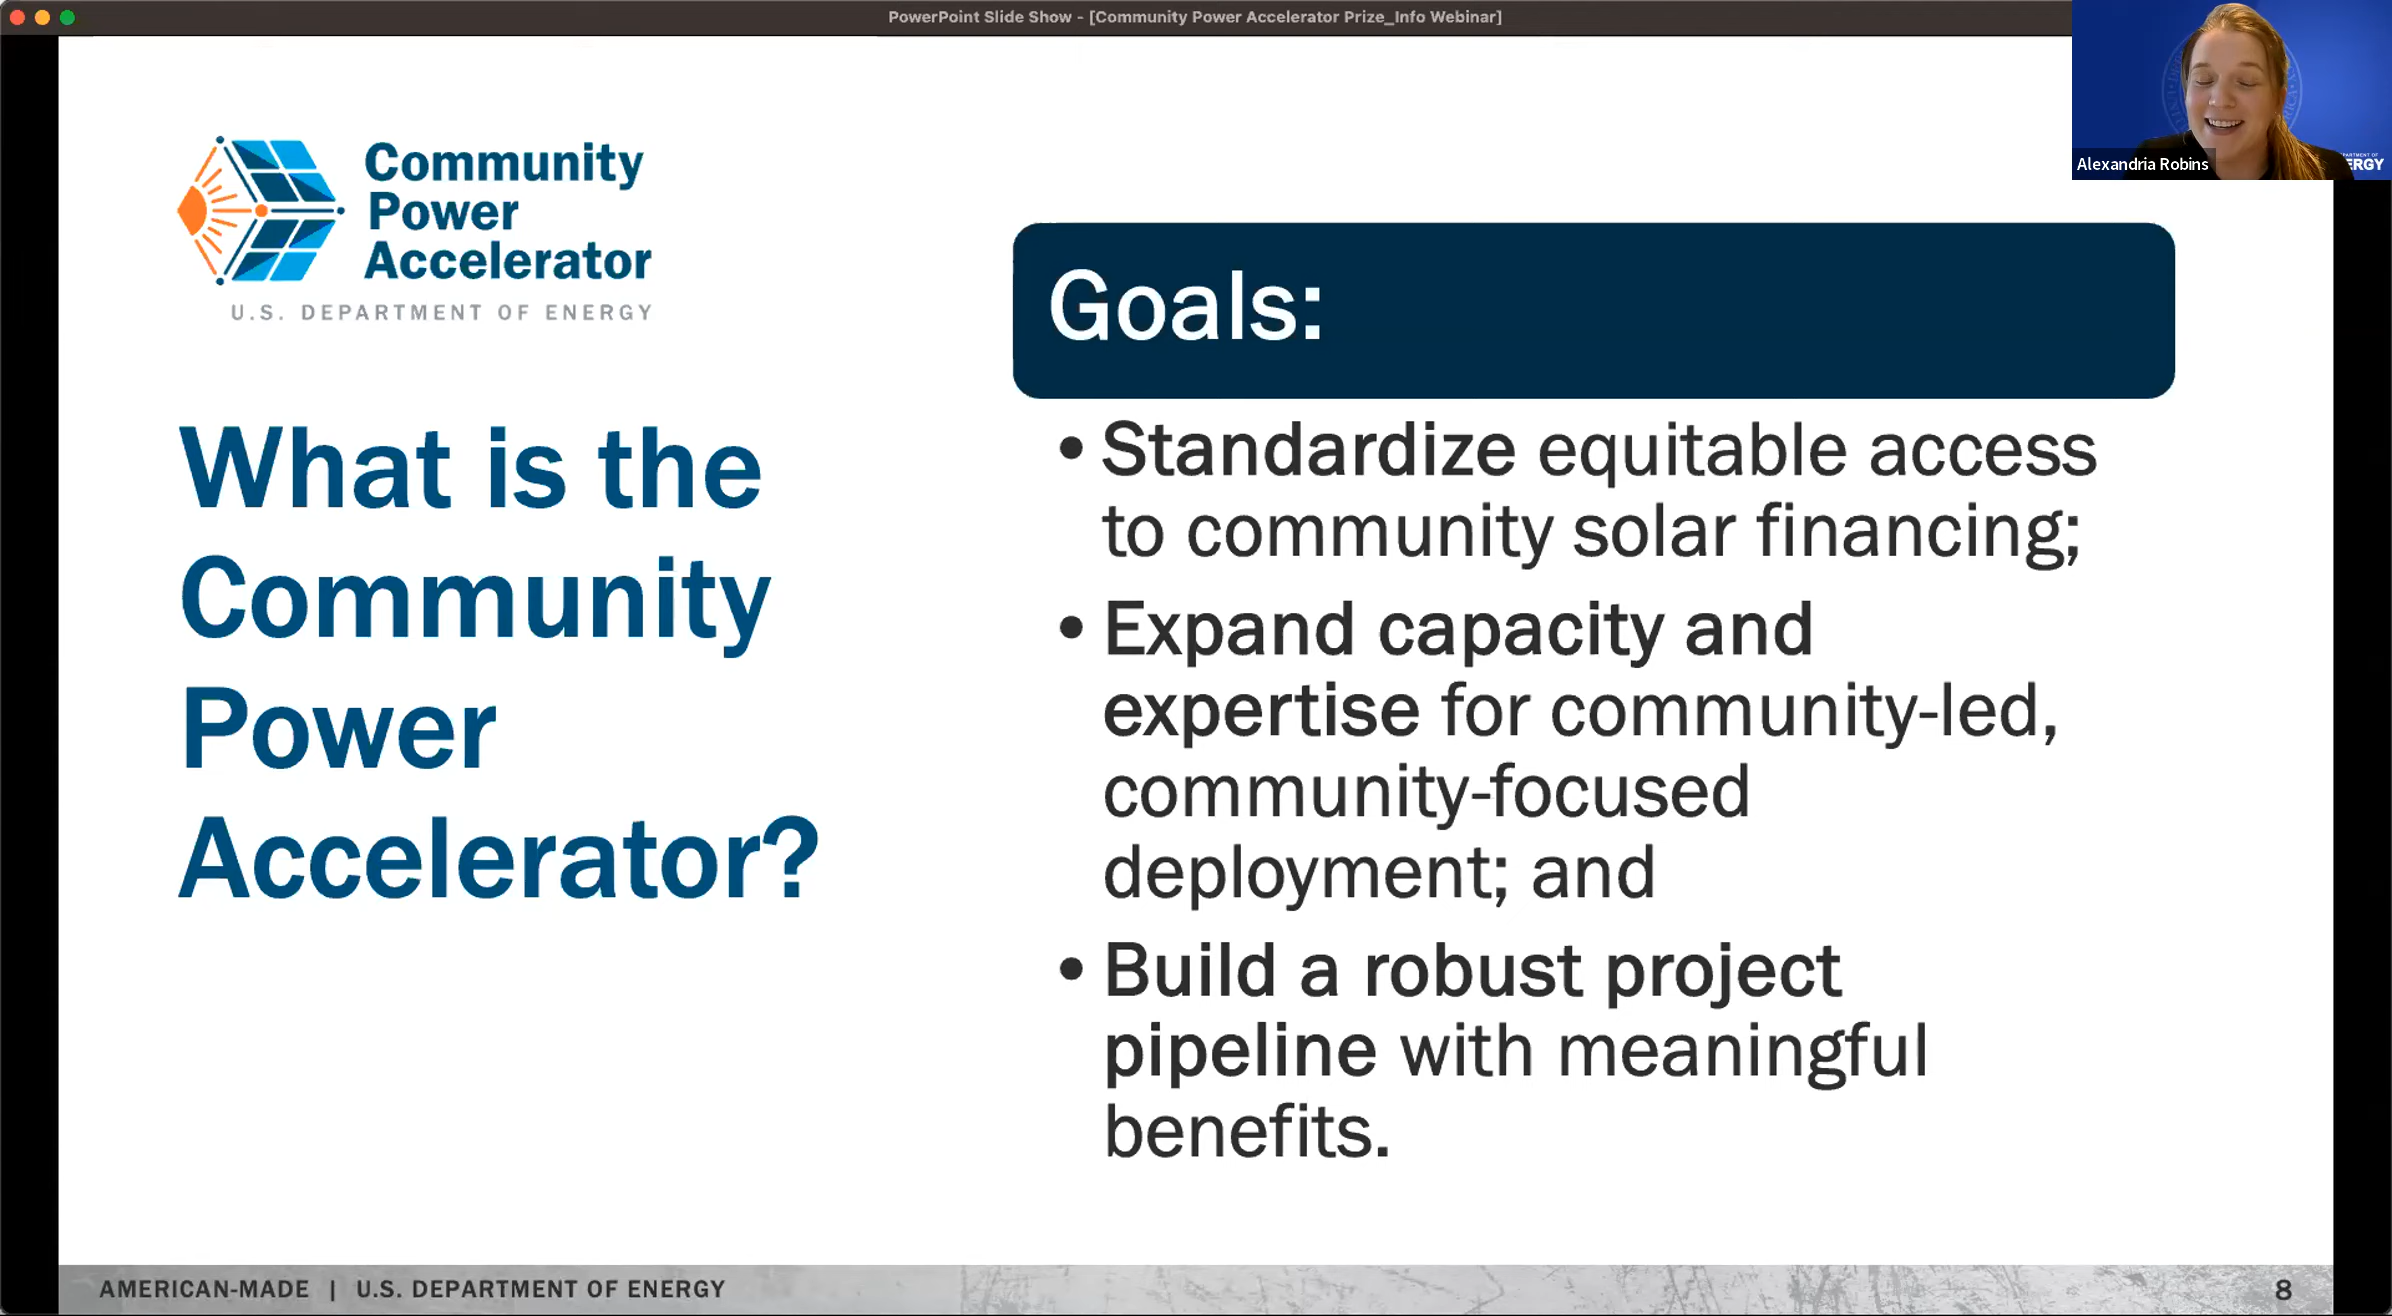 PowerPoint Slide Show - [Community Power Accelerator Prize_Info Webinar]
Alexandria Robins
Community
Power
Accelerator
U.S. DEPARTMENT OF ENERGY
What is the
Community
Power
Accelerator?
Goals:
• Standardize equitable access
to community solar financing;
• Expand capacity and
expertise for community-led,
community-focused
deployment; and
• Build a robust project
pipeline with meaningful
benefits.
AMERICAN-MADE | U.S. DEPARTMENT OF ENERGY
8